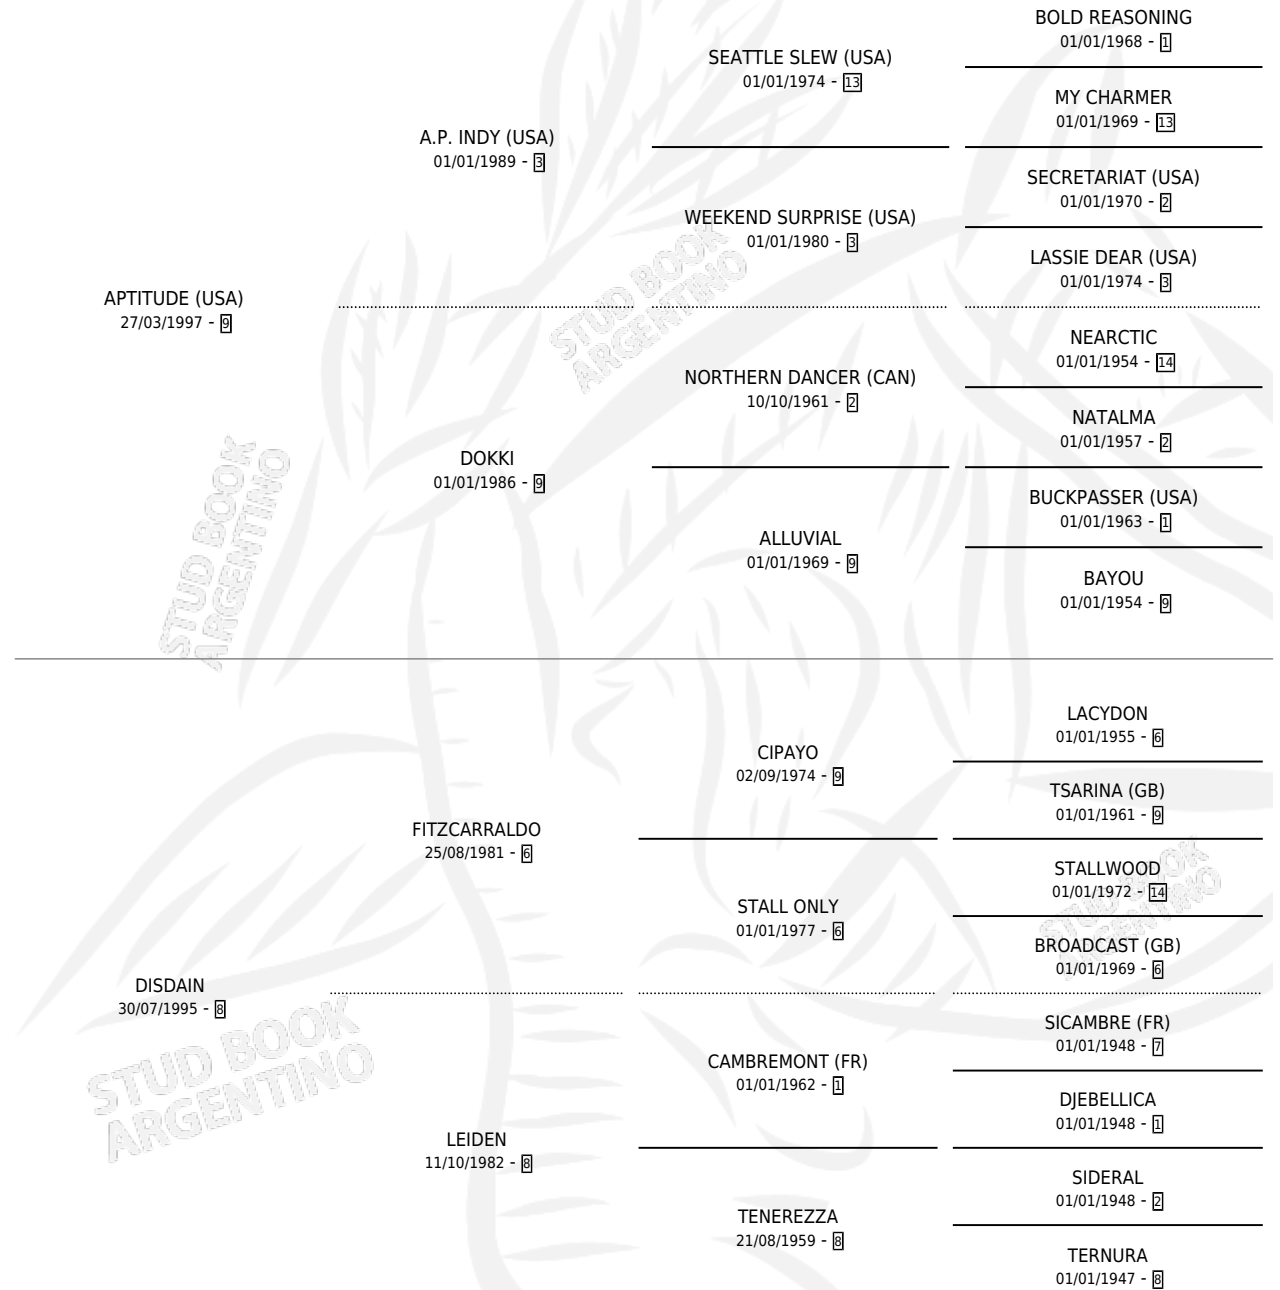 BOLD REASONING
01/01/1968 - 1
SEATTLE SLEW (USA)
01/01/1974 - 13
MY CHARMER
01/01/1969 - 13
A.P. INDY (USA)
01/01/1989 - 3
SECRETARIAT (USA)
01/01/1970 - 2
WEEKEND SURPRISE (USA)
01/01/1980 - 3
LASSIE DEAR (USA)
01/01/1974 - 3
APTITUDE (USA)
27/03/1997 - 9
NEARCTIC
01/01/1954 - 14
NORTHERN DANCER (CAN)
10/10/1961 - 2
NATALMA
01/01/1957 - 2
DOKKI
01/01/1986 - 9
BUCKPASSER (USA)
01/01/1963 - 1
ALLUVIAL
01/01/1969 - 9
BAYOU
01/01/1954 - 9
LACYDON
01/01/1955 - 6
CIPAYO
02/09/1974 - 9
TSARINA (GB)
01/01/1961 - 9
FITZCARRALDO
25/08/1981 - 6
STALLWOOD
01/01/1972 - 14
STALL ONLY
01/01/1977 - 6
BROADCAST (GB)
01/01/1969 - 6
DISDAIN
30/07/1995 - 8
SICAMBRE (FR)
01/01/1948 - 7
CAMBREMONT (FR)
01/01/1962 - 1
DJEBELLICA
01/01/1948 - 1
LEIDEN
11/10/1982 - 8
SIDERAL
01/01/1948 - 2
TENEREZZA
21/08/1959 - 8
TERNURA
01/01/1947 - 8
STUD BOOK
ARGENTINO
STUD BOOK
ARGENTINO
STUD BOOK
ARGENTINO
STUD BOOK
ARGENTINO